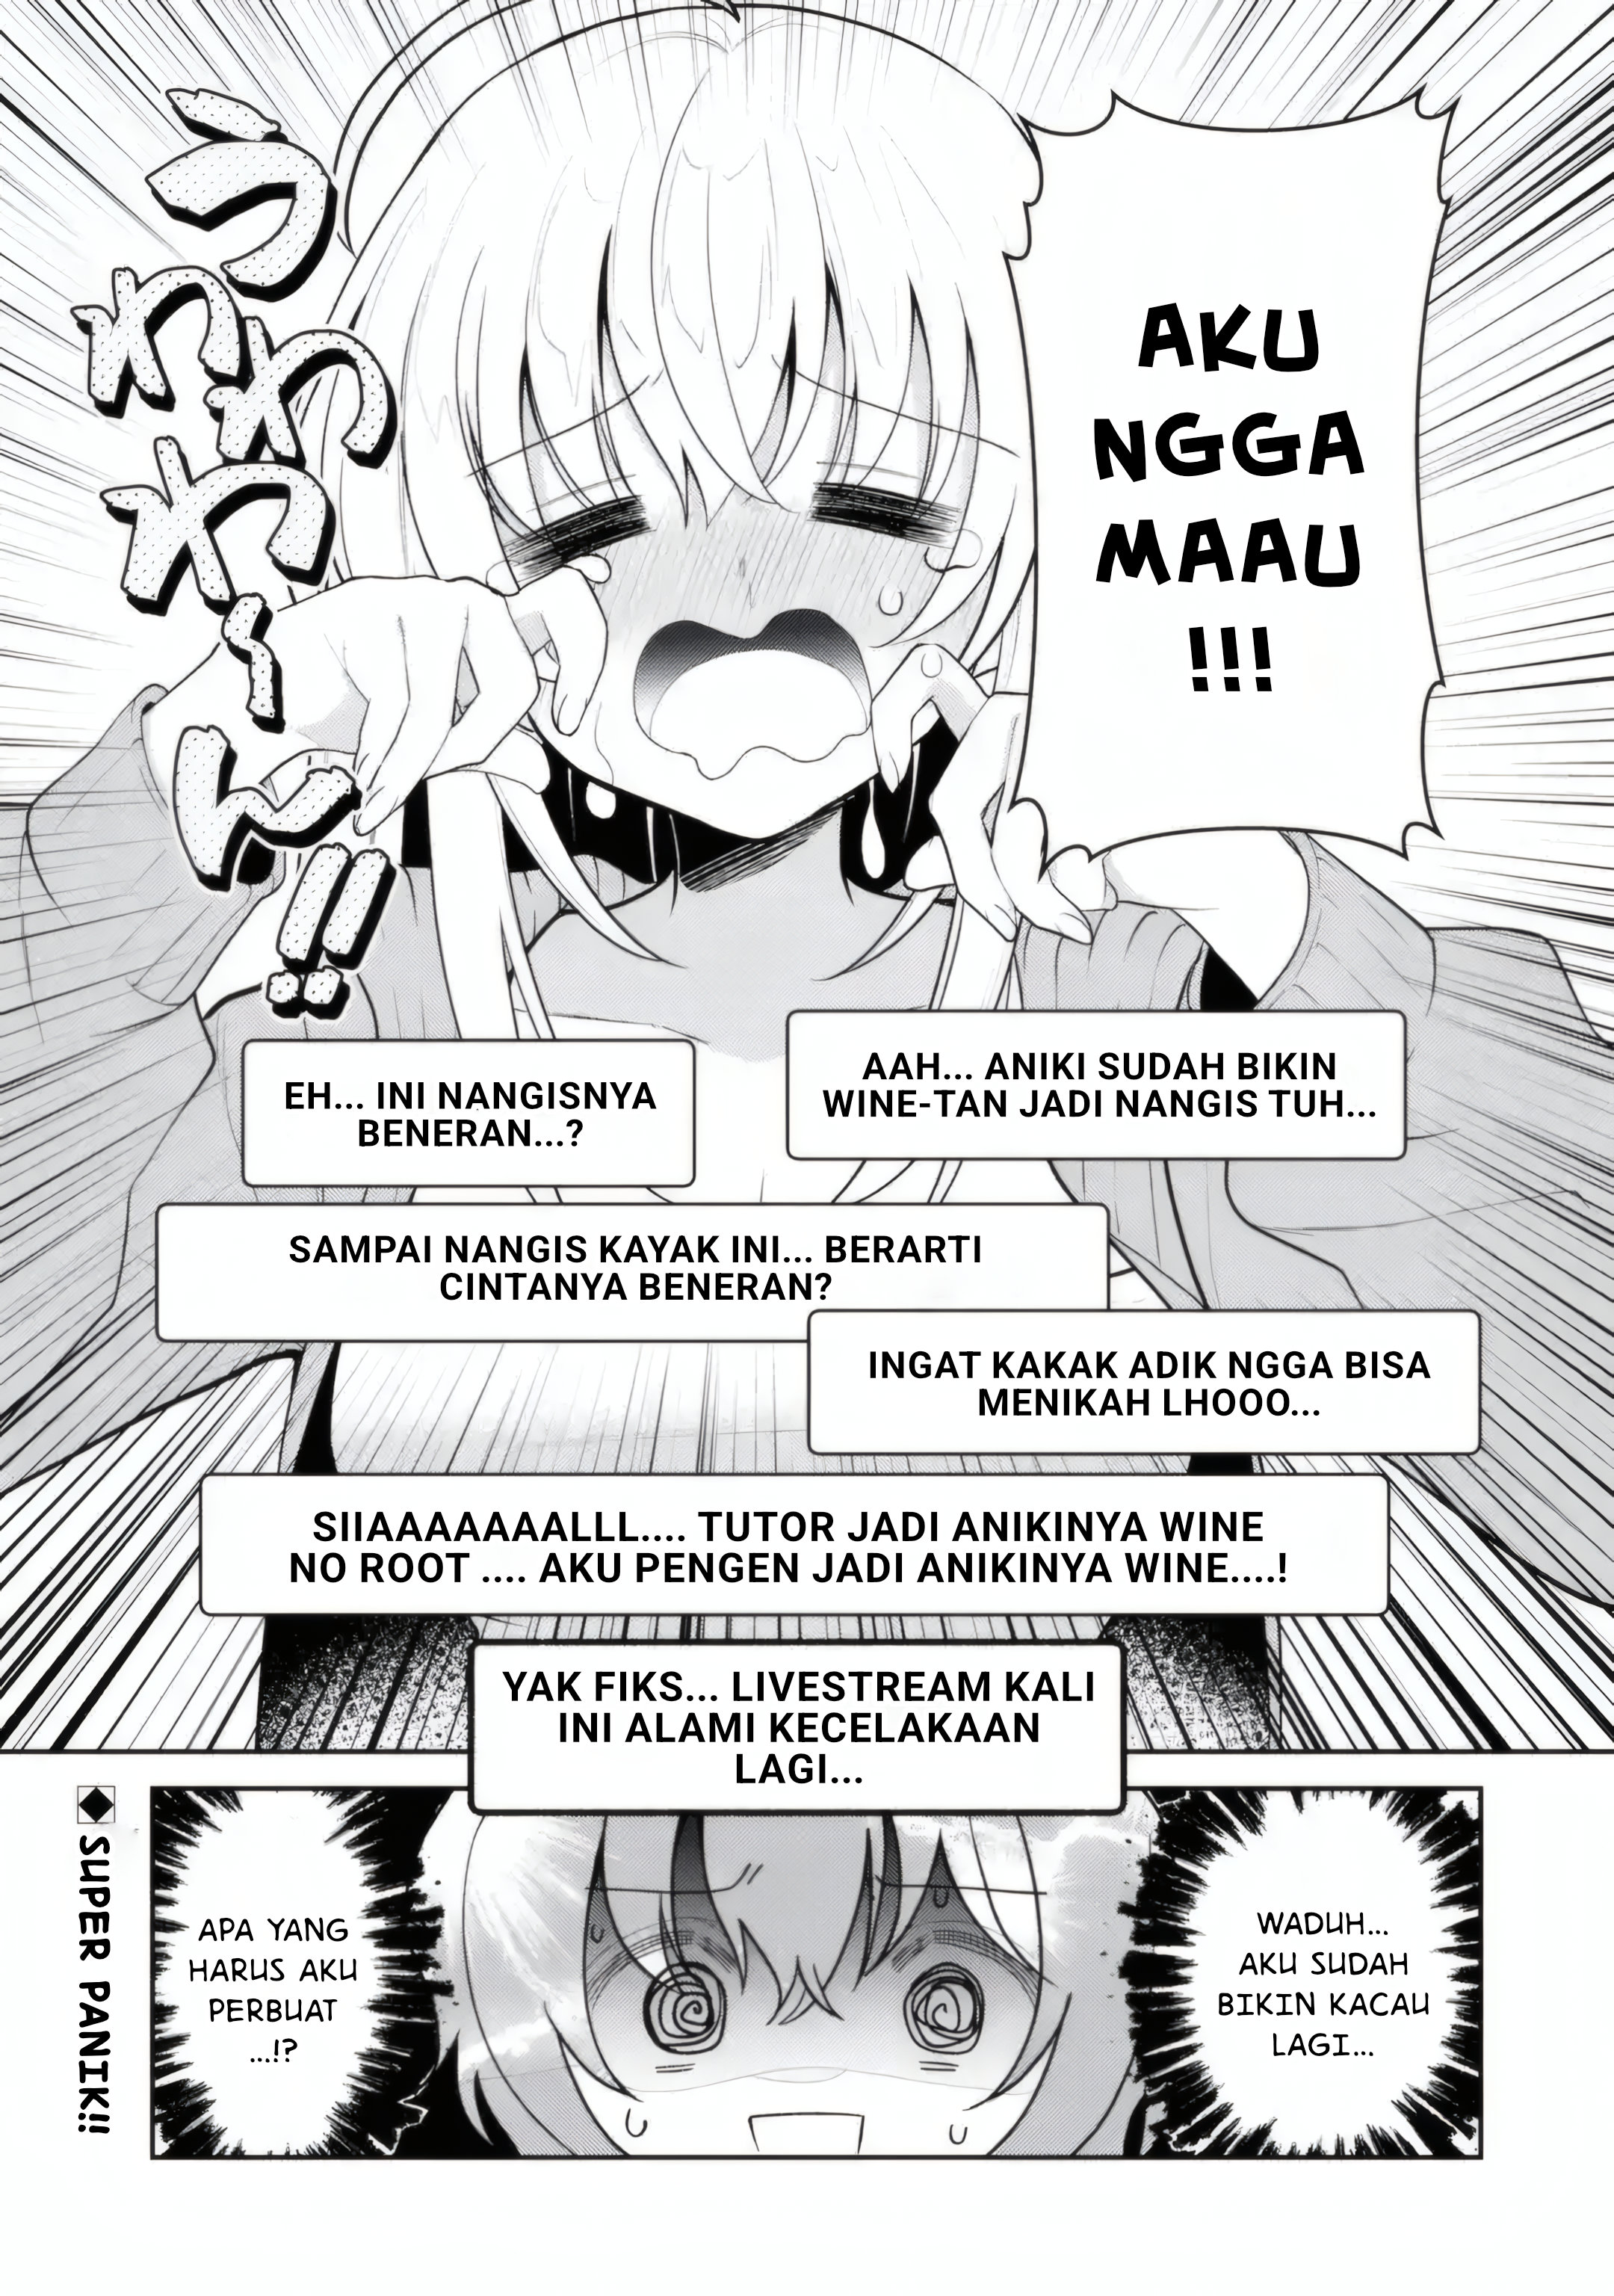 AKU
NGGA
MAAU
!!!
うわわわ〜ん!!
AAH... ANIKI SUDAH BIKIN
WINE-TAN JADI NANGIS TUH...
EH... INI NANGISNYA
BENERAN...?
SAMPAI NANGIS KAYAK INI... BERARTI
CINTANYA BENERAN?
INGAT KAKAK ADIK NGGA BISA
MENIKAH LHOOO...
SIIAAAAAAALLL.... TUTOR JADI ANIKINYA WINE
NO ROOT .... AKU PENGEN JADI ANIKINYA WINE....!
YAK FIKS... LIVESTREAM KALI
INI ALAMI KECELAKAAN
LAGI...
WADUH...
AKU SUDAH
BIKIN KACAU
LAGI...
APA YANG
HARUS AKU
PERBUAT
...!?
SUPER PANIK!!